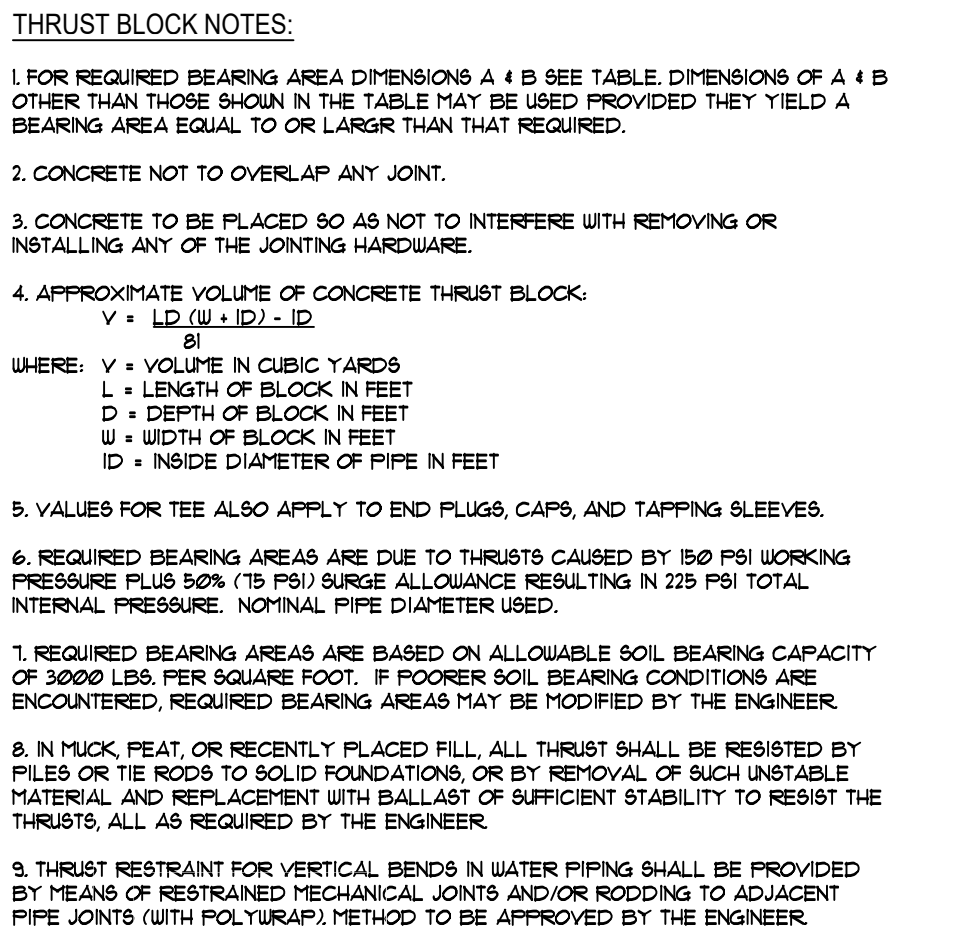 THRUST BLOCK NOTES:
1. FOR REQUIRED BEARING AREA DIMENSIONS A & B SEE TABLE. DIMENSIONS OF A & B
OTHER THAN THOSE SHOWN IN THE TABLE MAY BE USED PROVIDED THEY YIELD A
BEARING AREA EQUAL TO OR LARGR THAN THAT REQUIRED.
2. CONCRETE NOT TO OVERLAP ANY JOINT.
3. CONCRETE TO BE PLACED SO AS NOT TO INTERFERE WITH REMOVING OR
INSTALLING ANY OF THE JOINTING HARDWARE.
4. APPROXIMATE VOLUME OF CONCRETE THRUST BLOCK:
V = LD (W + ID) - ID
81
WHERE: V = VOLUME IN CUBIC YARDS
L = LENGTH OF BLOCK IN FEET
D = DEPTH OF BLOCK IN FEET
W = WIDTH OF BLOCK IN FEET
ID = INSIDE DIAMETER OF PIPE IN FEET
5. VALUES FOR TEE ALSO APPLY TO END PLUGS, CAPS, AND TAPPING SLEEVES.
6. REQUIRED BEARING AREAS ARE DUE TO THRUSTS CAUSED BY 150 PSI WORKING
PRESSURE PLUS 50% (75 PSI) SURGE ALLOWANCE RESULTING IN 225 PSI TOTAL
INTERNAL PRESSURE. NOMINAL PIPE DIAMETER USED.
7. REQUIRED BEARING AREAS ARE BASED ON ALLOWABLE SOIL BEARING CAPACITY
OF 3000 LBS. PER SQUARE FOOT. IF POORER SOIL BEARING CONDITIONS ARE
ENCOUNTERED, REQUIRED BEARING AREAS MAY BE MODIFIED BY THE ENGINEER.
8. IN MUCK, PEAT, OR RECENTLY PLACED FILL, ALL THRUST SHALL BE RESISTED BY
PILES OR TIE RODS TO SOLID FOUNDATIONS, OR BY REMOVAL OF SUCH UNSTABLE
MATERIAL AND REPLACEMENT WITH BALLAST OF SUFFICIENT STABILITY TO RESIST THE
THRUSTS, ALL AS REQUIRED BY THE ENGINEER.
9. THRUST RESTRAINT FOR VERTICAL BENDS IN WATER PIPING SHALL BE PROVIDED
BY MEANS OF RESTRAINED MECHANICAL JOINTS AND/OR RODDING TO ADJACENT
PIPE JOINTS (WITH POLYWRAP). METHOD TO BE APPROVED BY THE ENGINEER.